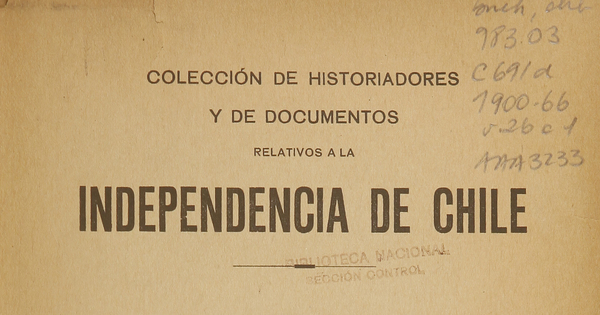 983.03
C691d
1900-66
v.26 c 1
AAA3233
COLECCIÓN DE HISTORIADORES
Y DE DOCUMENTOS
RELATIVOS A LA
INDEPENDENCIA DE CHILE
BIBLIOTECA NACIONAL
SECCIÓN CONTROL